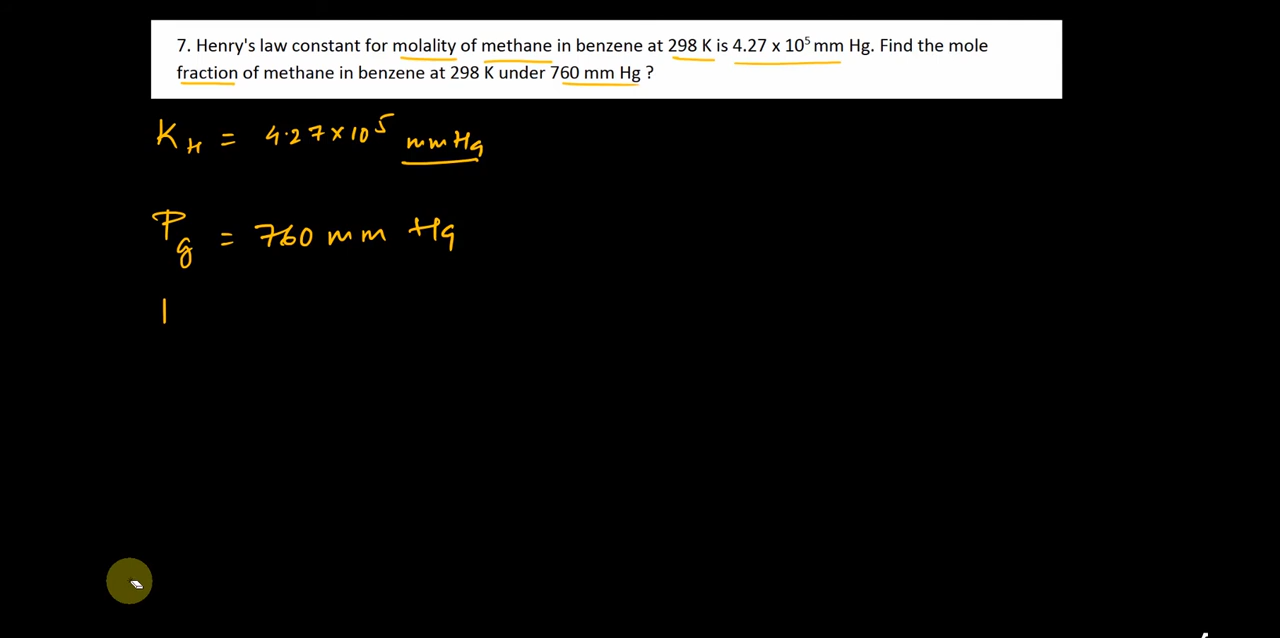 7. Henry's law constant for molality of methane in benzene at 298 K is 4.27 x 10⁵ mm Hg. Find the mole
fraction of methane in benzene at 298 K under 760 mm Hg ?
K_H = 4.27×10⁵ mmHg
P_g = 760 mm Hg